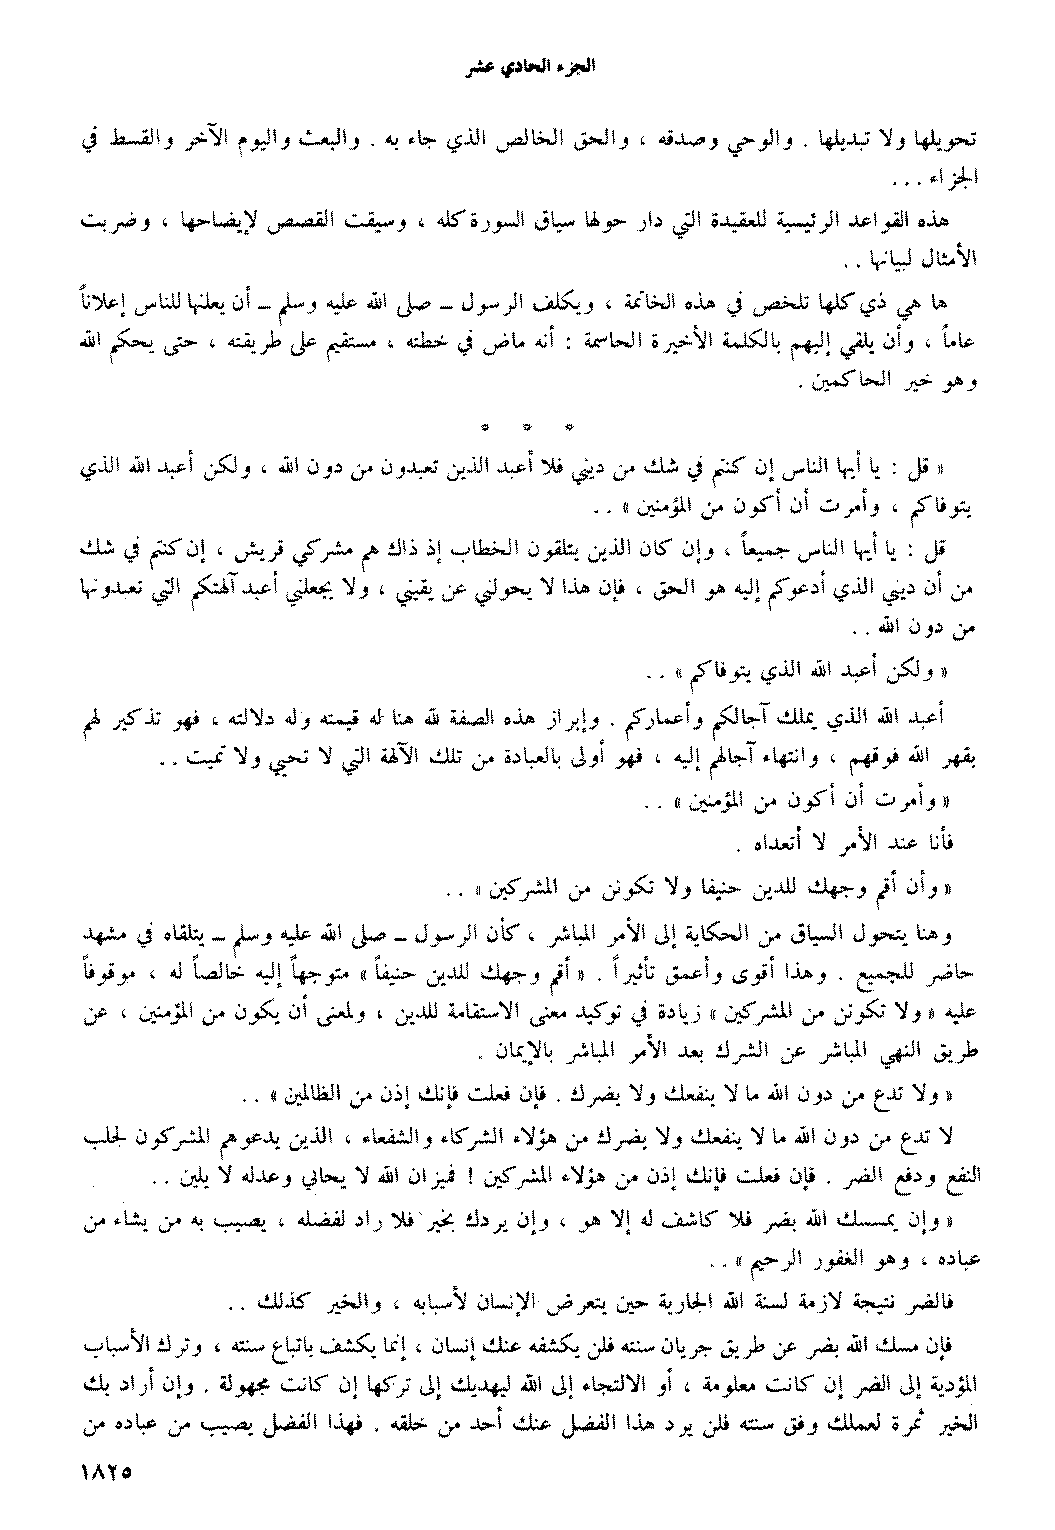 الجزء الحادي عشر
تحويلها ولا تبديلها . والوحي وصدقه ، والحق الخالص الذي جاء به . والبعث واليوم الآخر والقسط في
الجزاء . . .
هذه القواعد الرئيسية للعقيدة التي دار حولها سياق السورة كله ، وسيقت القصص لإيضاحها ، وضربت
الأمثال لبيانها . .
ها هي ذي كلها تلخص في هذه الخاتمة ، ويكلف الرسول ــ صلى الله عليه وسلم ــ أن يعلنها للناس إعلاناً
عاماً ، وأن يلقي إليهم بالكلمة الأخيرة الحاسمة : أنه ماض في خطته ، مستقيم على طريقته ، حتى يحكم الله
وهو خير الحاكمين .
* * *
« قل : يا أيها الناس إن كنتم في شك من ديني فلا أعبد الذين تعبدون من دون الله ، ولكن أعبد الله الذي
يتوفاكم ، وأمرت أن أكون من المؤمنين » . .
قل : يا أيها الناس جميعاً ، وإن كان الذين يتلقون الخطاب إذ ذاك هم مشركي قريش ، إن كنتم في شك
من أن ديني الذي أدعوكم إليه هو الحق ، فإن هذا لا يحولني عن يقيني ، ولا يجعلني أعبد آلهتكم التي تعبدونها
من دون الله . .
« ولكن أعبد الله الذي يتوفاكم » . .
أعبد الله الذي يملك آجالكم وأعماركم . وإبراز هذه الصفة لله هنا له قيمته وله دلالته ، فهو تذكير لهم
بقهر الله فوقهم ، وانتهاء آجالهم إليه ، فهو أولى بالعبادة من تلك الآلهة التي لا تحيي ولا تميت . .
« وأمرت أن أكون من المؤمنين » . .
فأنا عند الأمر لا أتعداه .
« وأن أقم وجهك للدين حنيفا ولا تكونن من المشركين » . .
وهنا يتحول السياق من الحكاية إلى الأمر المباشر ، كأن الرسول ــ صلى الله عليه وسلم ــ يتلقاه في مشهد
حاضر للجميع . وهذا أقوى وأعمق تأثيراً . « أقم وجهك للدين حنيفاً » متوجهاً إليه خالصاً له ، موقوفاً
عليه « ولا تكونن من المشركين » زيادة في توكيد معنى الاستقامة للدين ، ولمعنى أن يكون من المؤمنين ، عن
طريق النهي المباشر عن الشرك بعد الأمر المباشر بالإيمان .
« ولا تدع من دون الله ما لا ينفعك ولا يضرك . فإن فعلت فإنك إذن من الظالمين » . .
لا تدع من دون الله ما لا ينفعك ولا يضرك من هؤلاء الشركاء والشفعاء ، الذين يدعوهم المشركون لجلب
النفع ودفع الضر . فإن فعلت فإنك إذن من هؤلاء المشركين ! فميزان الله لا يحابي وعدله لا يلين . .
« وإن يمسسك الله بضر فلا كاشف له إلا هو ، وإن يردك بخير فلا راد لفضله ، يصيب به من يشاء من
عباده ، وهو الغفور الرحيم » . .
فالضر نتيجة لازمة لسنة الله الجارية حين يتعرض الإنسان لأسبابه ، والخير كذلك . .
فإن مسك الله بضر عن طريق جريان سنته فلن يكشفه عنك إنسان ، إنما يكشف باتباع سنته ، وترك الأسباب
المؤدية إلى الضر إن كانت معلومة ، أو الالتجاء إلى الله ليهديك إلى تركها إن كانت مجهولة . وإن أراد بك
الخير ثمرة لعملك وفق سنته فلن يرد هذا الفضل عنك أحد من خلقه . فهذا الفضل يصيب من عباده من
١٨٢٥